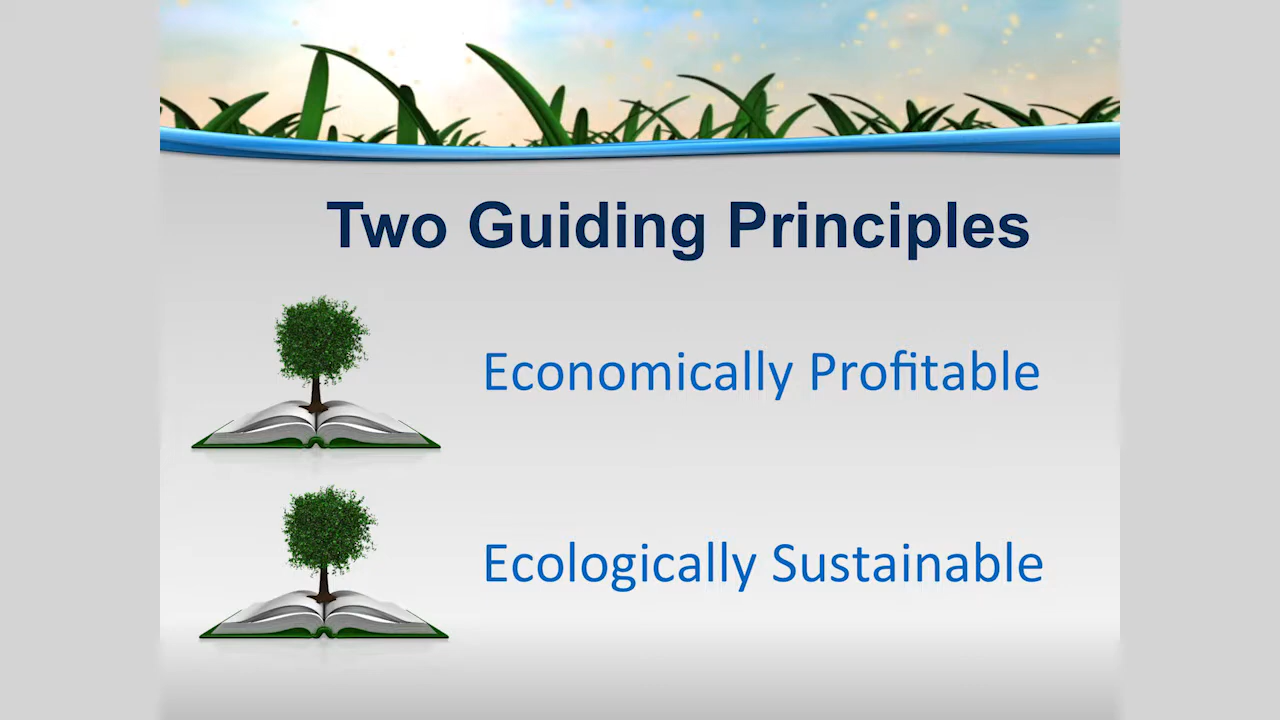 Two Guiding Principles
Economically Profitable
Ecologically Sustainable